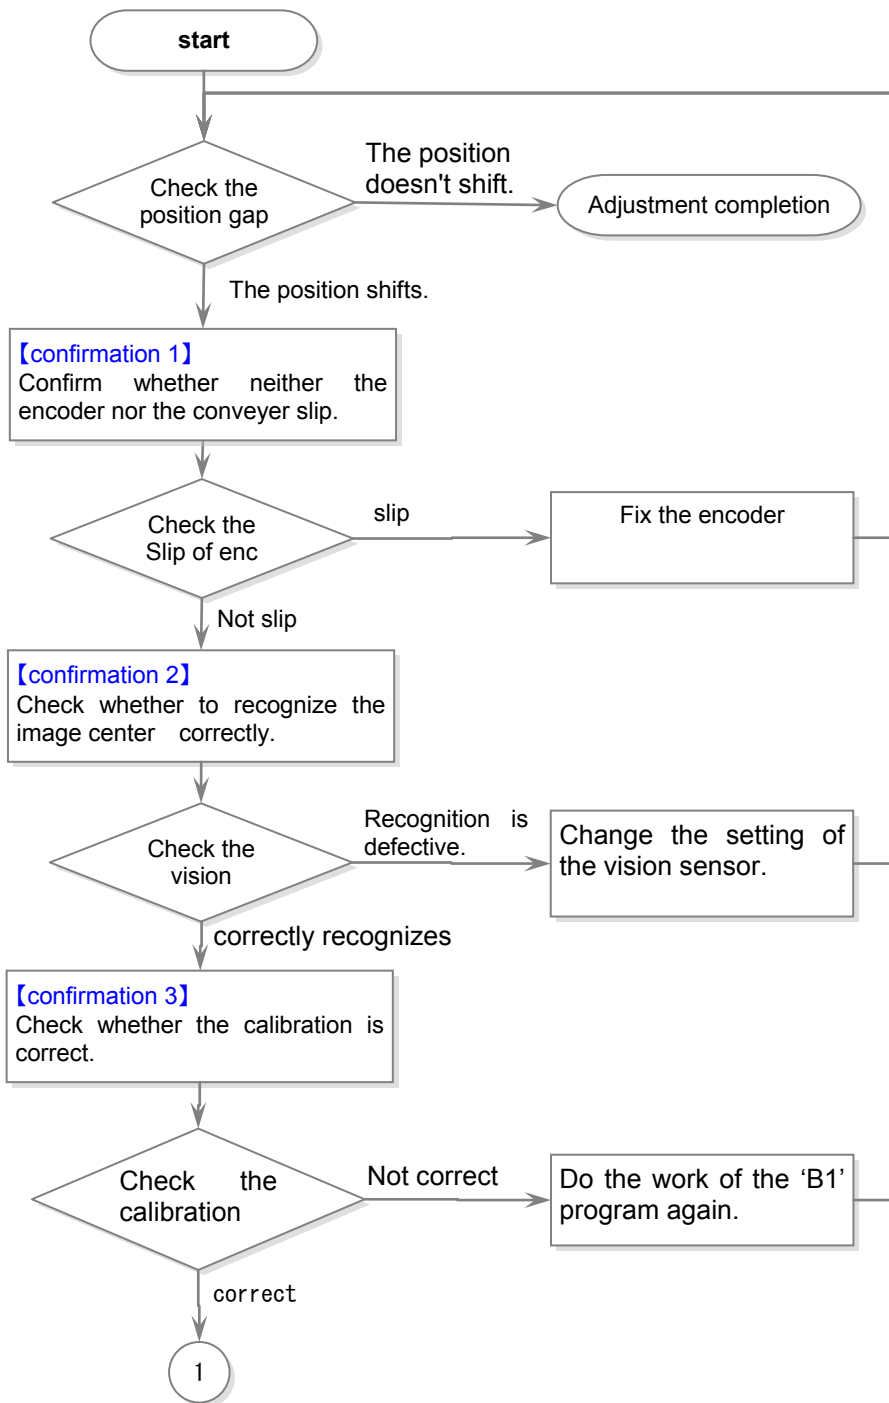 start
The position
doesn't shift.
Check the
position gap
Adjustment completion
The position shifts.
【confirmation 1】
Confirm whether neither the
encoder nor the conveyer slip.
Check the
Slip of enc
slip
Fix the encoder
Not slip
【confirmation 2】
Check whether to recognize the
image center correctly.
Check the
vision
Recognition is
defective.
Change the setting of
the vision sensor.
correctly recognizes
【confirmation 3】
Check whether the calibration is
correct.
Check the
calibration
Not correct
Do the work of the ‘B1’
program again.
correct
1